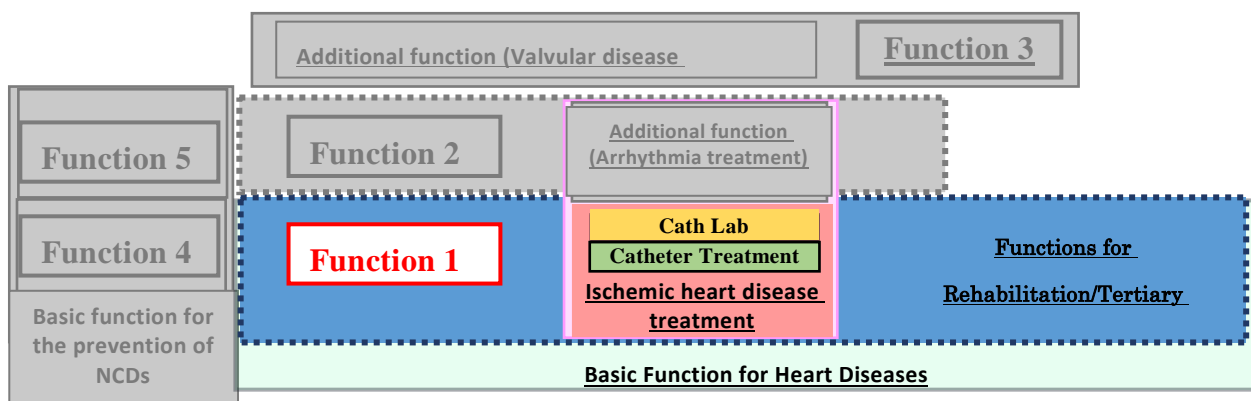 Additional function (Valvular disease
Function 3
Function 5
Function 2
Additional function
(Arrhythmia treatment)
Function 4
Function 1
Cath Lab
Catheter Treatment
Ischemic heart disease
treatment
Functions for
Rehabilitation/Tertiary
Basic function for
the prevention of
NCDs
Basic Function for Heart Diseases